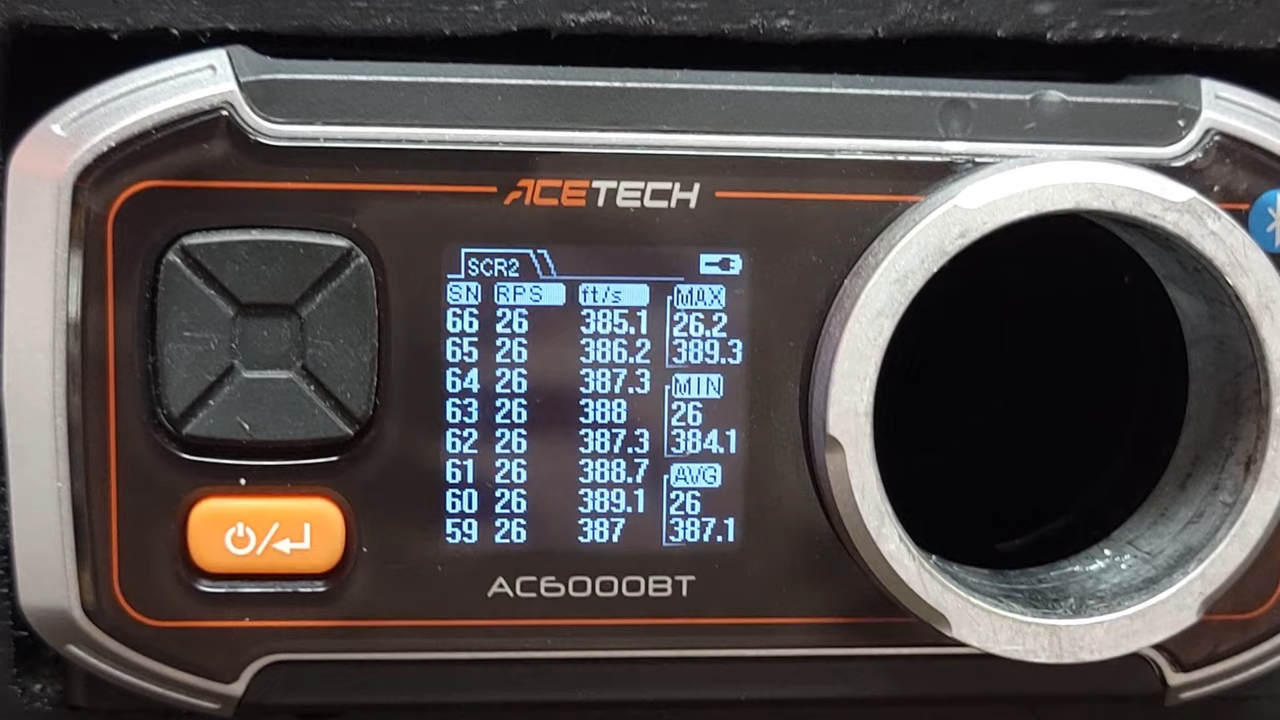 ACETECH
SCR2
SN RPS ft/s MAX
66 26 385.1 26.2
65 26 386.2 389.3
64 26 387.3 MIN
63 26 388 26
62 26 387.3 384.1
61 26 388.7 AVG
60 26 389.1 26
59 26 387 387.1
AC6000BT